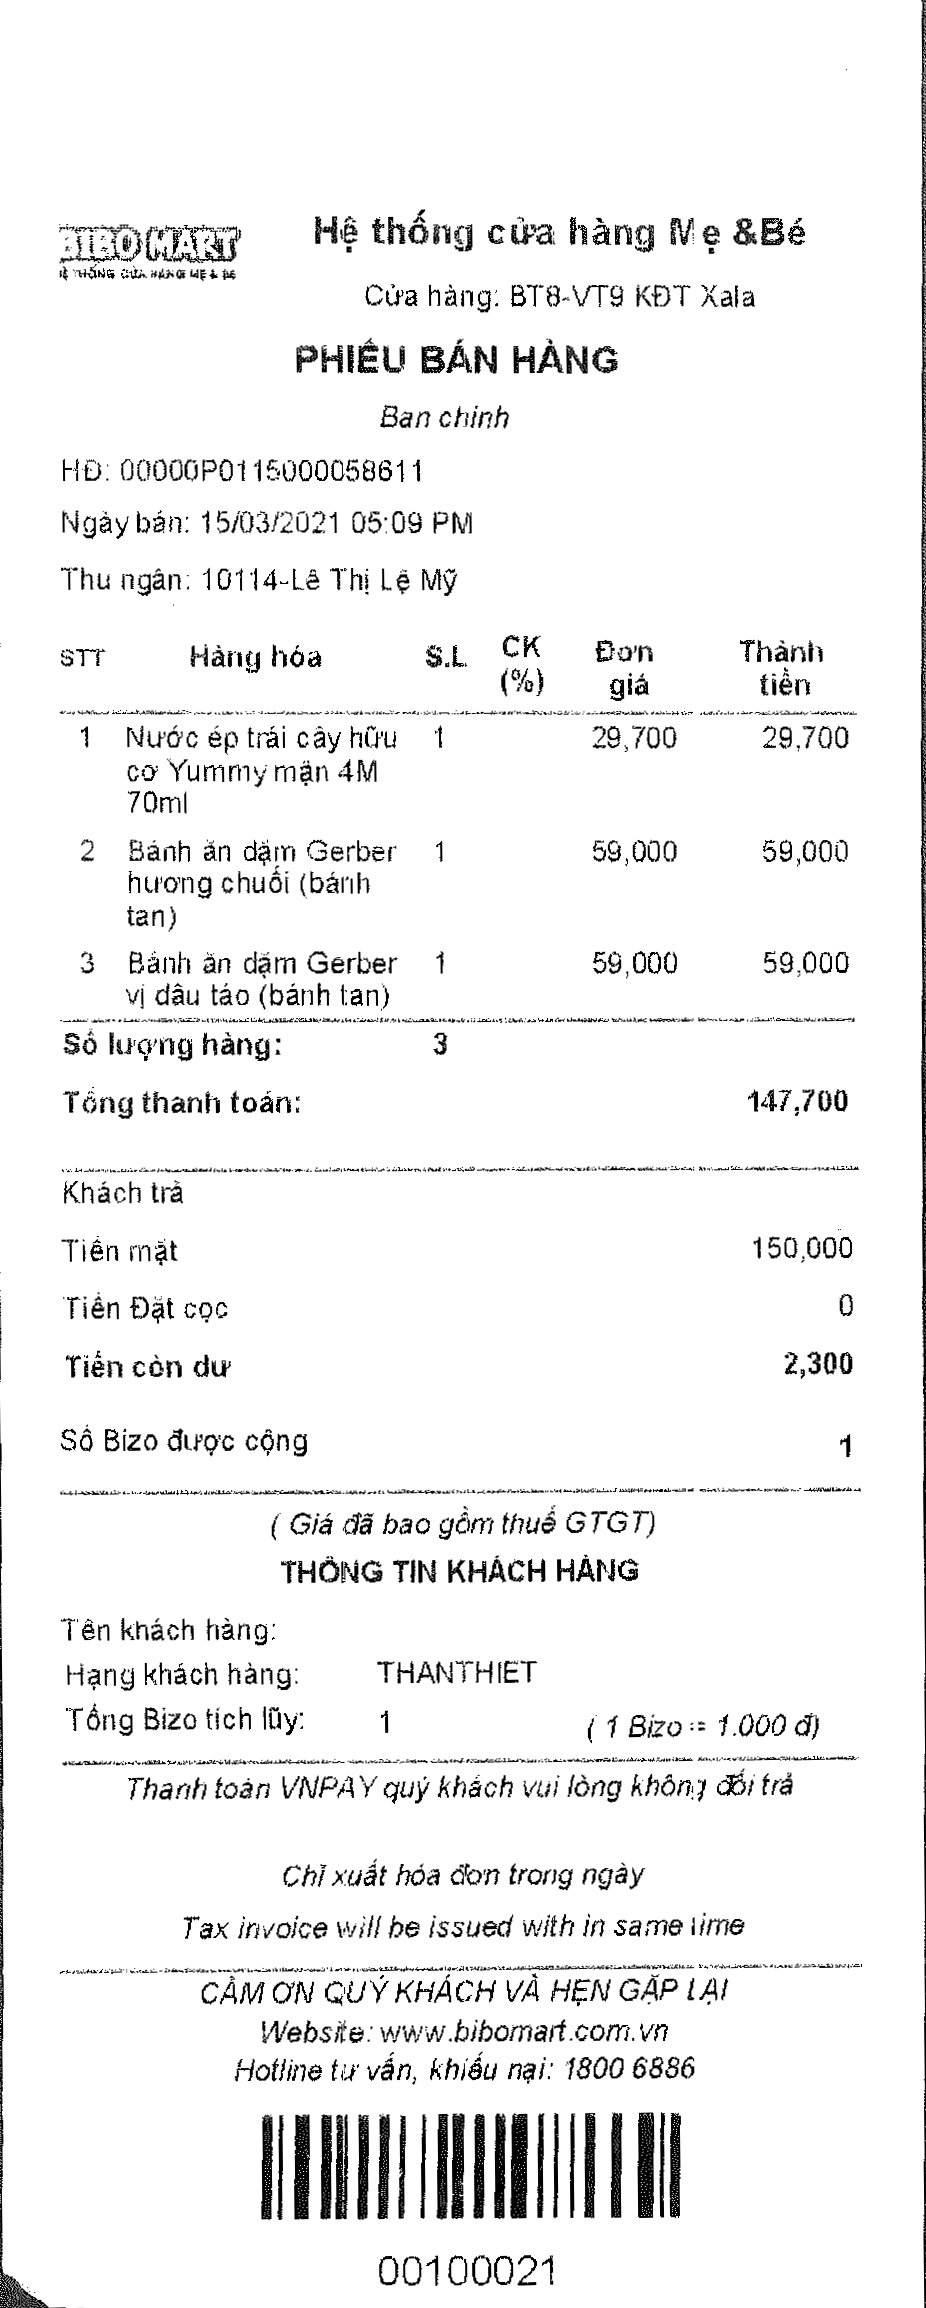 BIBO MART
HỆ THỐNG CỬA HÀNG MẸ & BÉ
Hệ thống cửa hàng Mẹ &Bé
Cửa hàng: BT8-VT9 KĐT Xala
PHIẾU BÁN HÀNG
Ban chinh
HĐ: 00000P0115000058611
Ngày bán: 15/03/2021 05:09 PM
Thu ngân: 10114-Lê Thị Lệ Mỹ
STT Hàng hóa S.L CK (%) Đơn giá Thành tiền
1 Nước ép trái cây hữu 1 29,700 29,700
cơ Yummy mận 4M
70ml
2 Bánh ăn dặm Gerber 1 59,000 59,000
hương chuối (bánh
tan)
3 Bánh ăn dặm Gerber 1 59,000 59,000
vị dâu táo (bánh tan)
Số lượng hàng: 3
Tổng thanh toán: 147,700
Khách trả
Tiền mặt 150,000
Tiền Đặt cọc 0
Tiền còn dư 2,300
Số Bizo được cộng 1
( Giá đã bao gồm thuế GTGT)
THÔNG TIN KHÁCH HÀNG
Tên khách hàng:
Hạng khách hàng: THANTHIET
Tổng Bizo tích lũy: 1 ( 1 Bizo = 1.000 đ)
Thanh toán VNPAY quý khách vui lòng không đổi trả
Chỉ xuất hóa đơn trong ngày
Tax invoice will be issued with in same time
CẢM ƠN QUÝ KHÁCH VÀ HẸN GẶP LẠI
Website: www.bibomart.com.vn
Hotline tư vấn, khiếu nại: 1800 6886
00100021